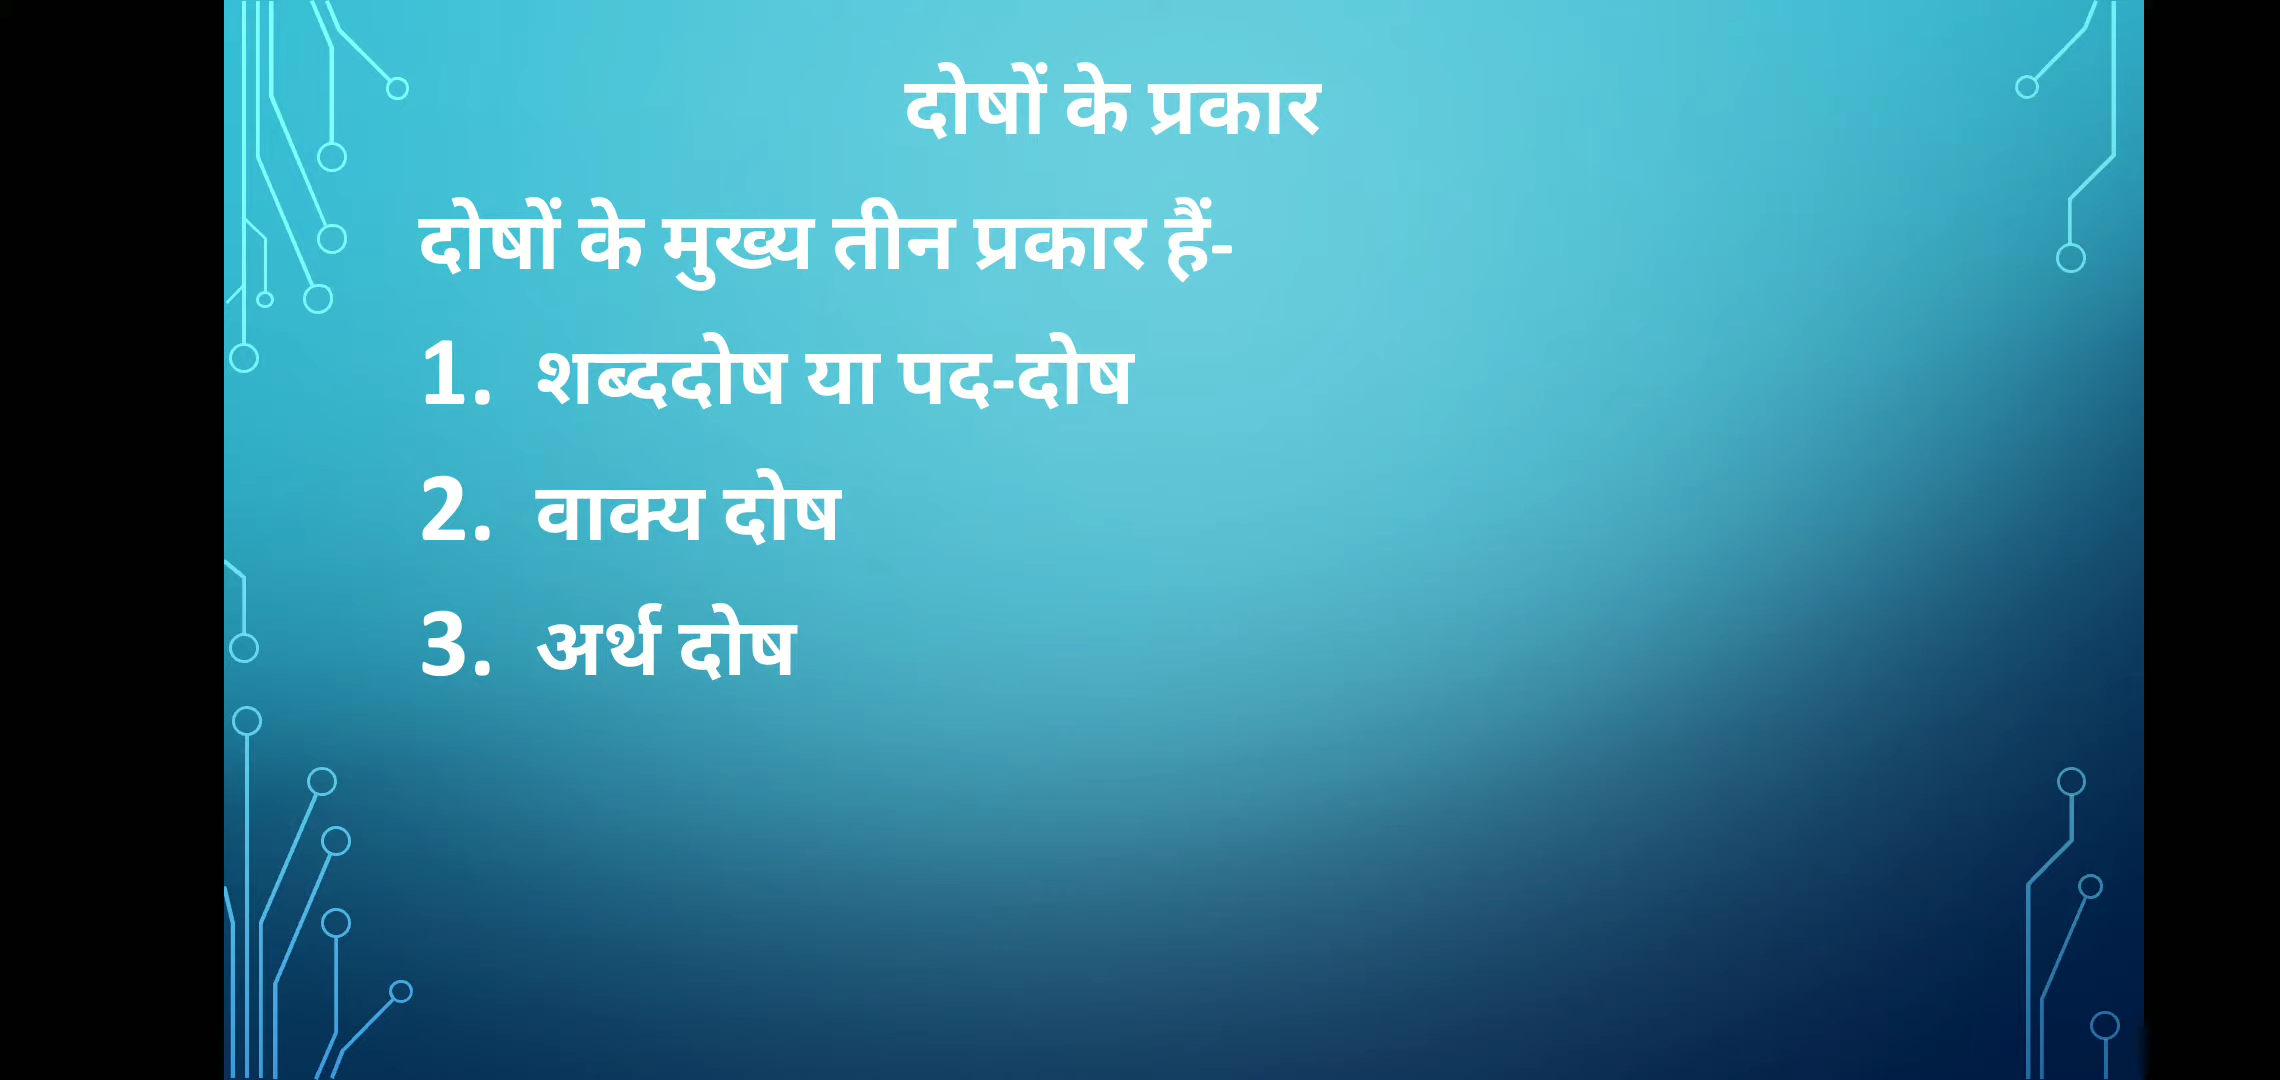 दोषों के प्रकार
दोषों के मुख्य तीन प्रकार हैं-
1. शब्ददोष या पद-दोष
2. वाक्य दोष
3. अर्थ दोष